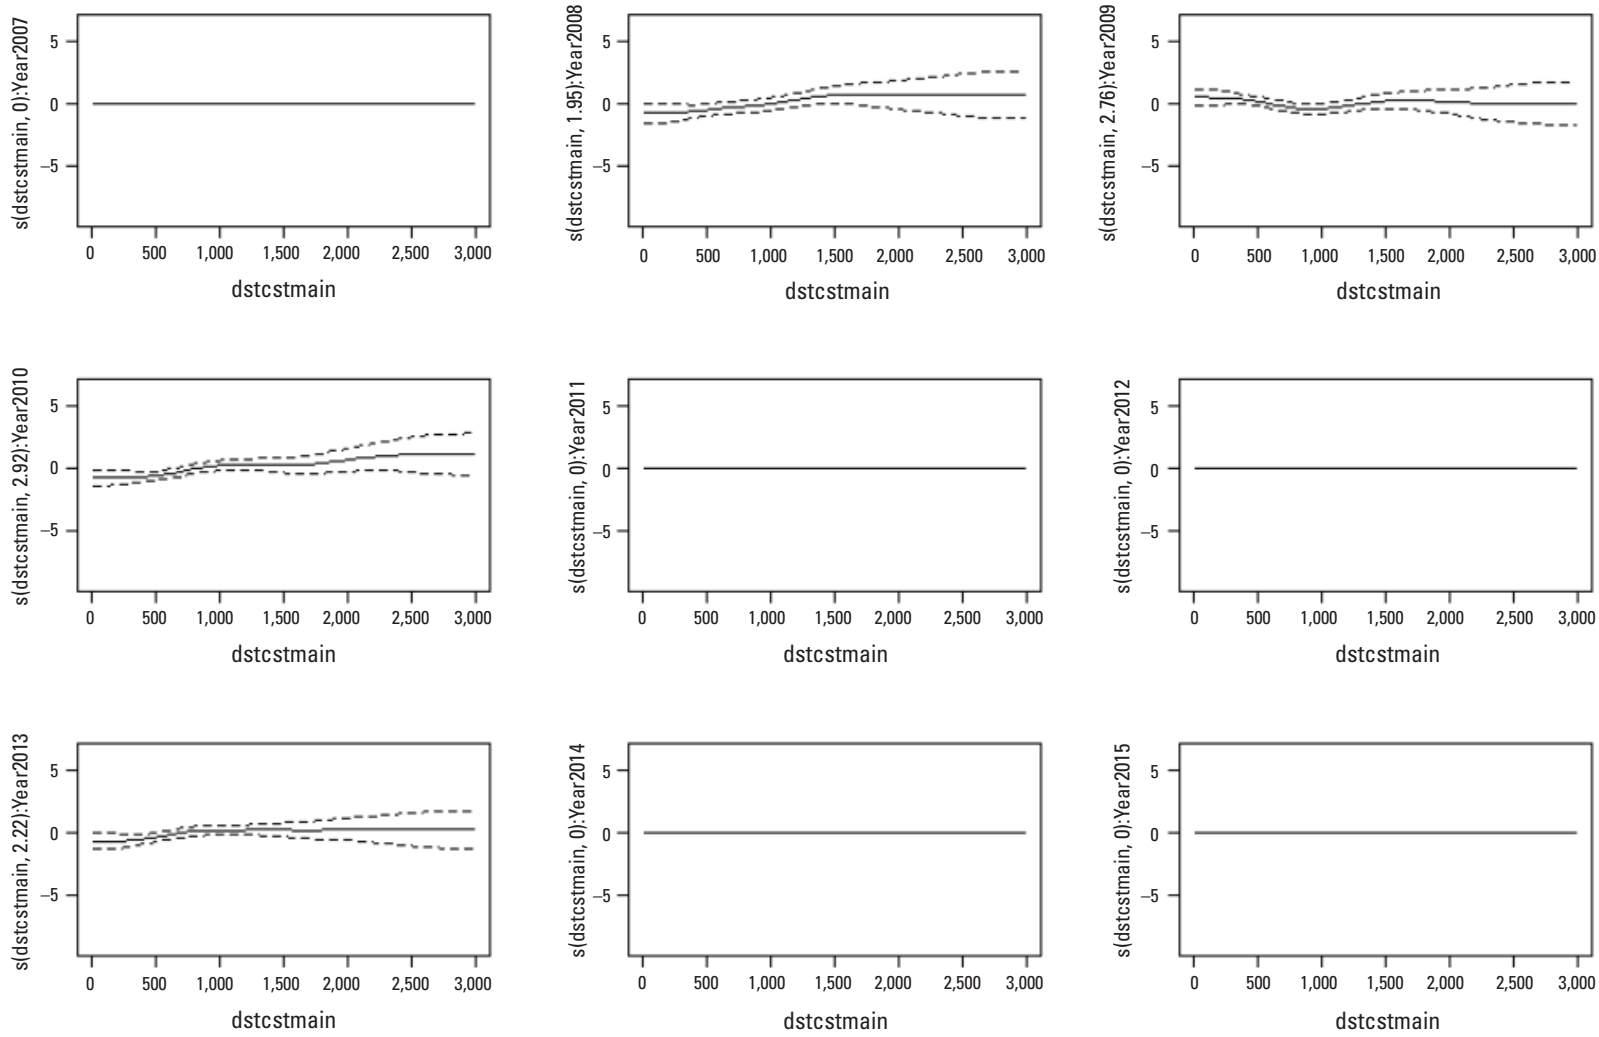 s(dstcstmain, 0):Year2007
5
0
−5
0 500 1,000 1,500 2,000 2,500 3,000
dstcstmain
s(dstcstmain, 1.95):Year2008
5
0
−5
0 500 1,000 1,500 2,000 2,500 3,000
dstcstmain
s(dstcstmain, 2.76):Year2009
5
0
−5
0 500 1,000 1,500 2,000 2,500 3,000
dstcstmain
s(dstcstmain, 2.92):Year2010
5
0
−5
0 500 1,000 1,500 2,000 2,500 3,000
dstcstmain
s(dstcstmain, 0):Year2011
5
0
−5
0 500 1,000 1,500 2,000 2,500 3,000
dstcstmain
s(dstcstmain, 0):Year2012
5
0
−5
0 500 1,000 1,500 2,000 2,500 3,000
dstcstmain
s(dstcstmain, 2.22):Year2013
5
0
−5
0 500 1,000 1,500 2,000 2,500 3,000
dstcstmain
s(dstcstmain, 0):Year2014
5
0
−5
0 500 1,000 1,500 2,000 2,500 3,000
dstcstmain
s(dstcstmain, 0):Year2015
5
0
−5
0 500 1,000 1,500 2,000 2,500 3,000
dstcstmain